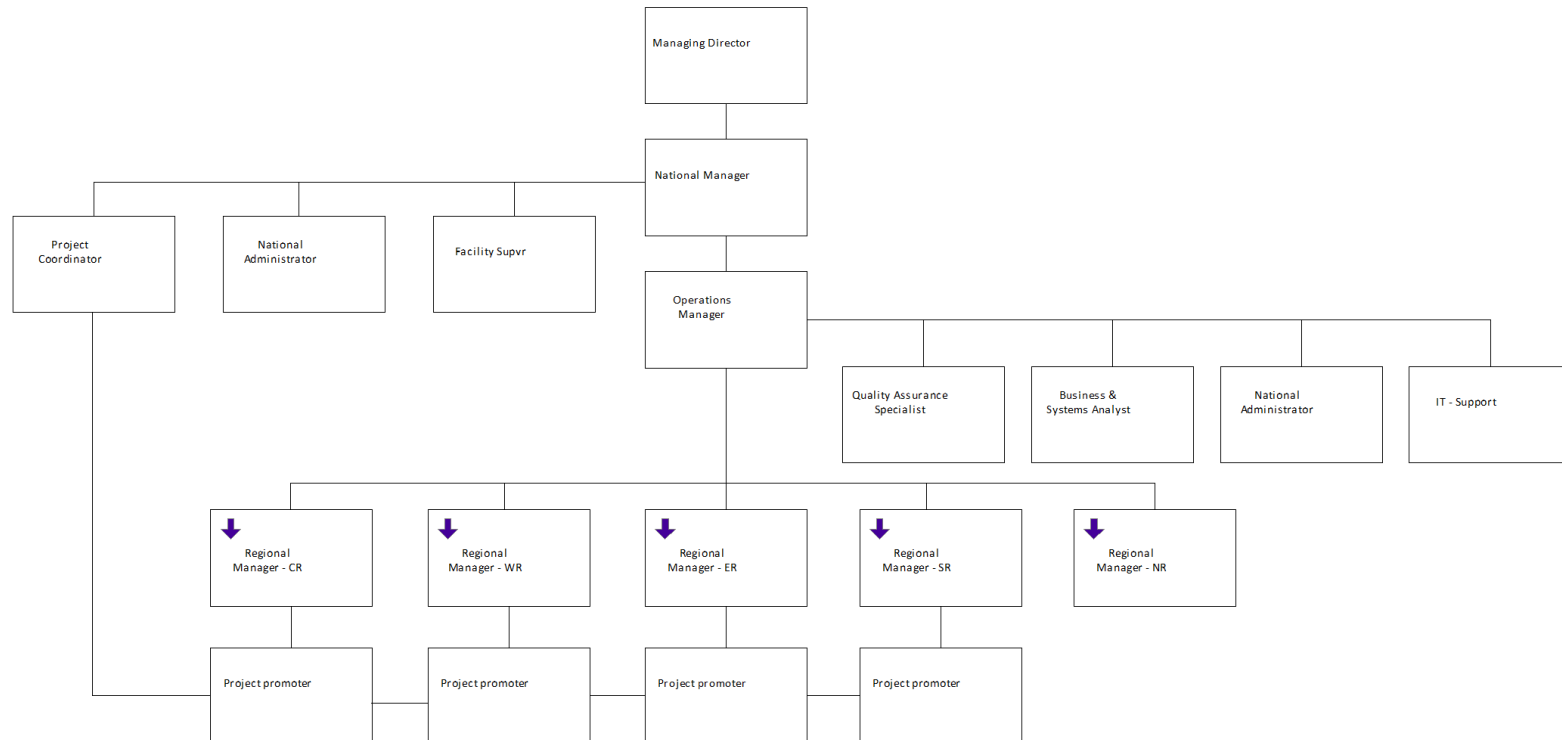 Managing Director
National Manager
Project
Coordinator
National
Administrator
Facility Supvr
Operations
Manager
Quality Assurance
Specialist
Business &
Systems Analyst
National
Administrator
IT - Support
Regional
Manager - CR
Regional
Manager - WR
Regional
Manager - ER
Regional
Manager - SR
Regional
Manager - NR
Project promoter
Project promoter
Project promoter
Project promoter